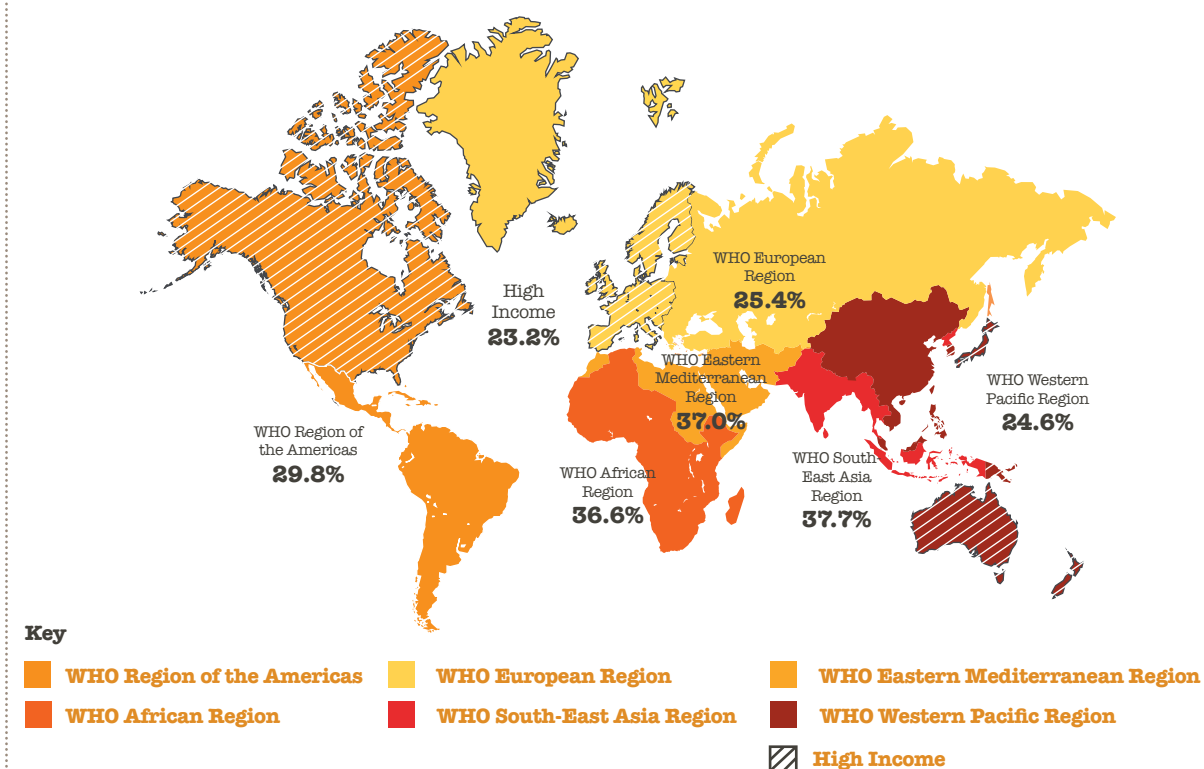 WHO European
Region
25.4%
High
Income
23.2%
WHO Eastern
Mediterranean
Region
37.0%
WHO Western
Pacific Region
24.6%
WHO Region of
the Americas
29.8%
WHO African
Region
36.6%
WHO South-
East Asia
Region
37.7%
Key
WHO Region of the Americas
WHO European Region
WHO Eastern Mediterranean Region
WHO African Region
WHO South-East Asia Region
WHO Western Pacific Region
High Income